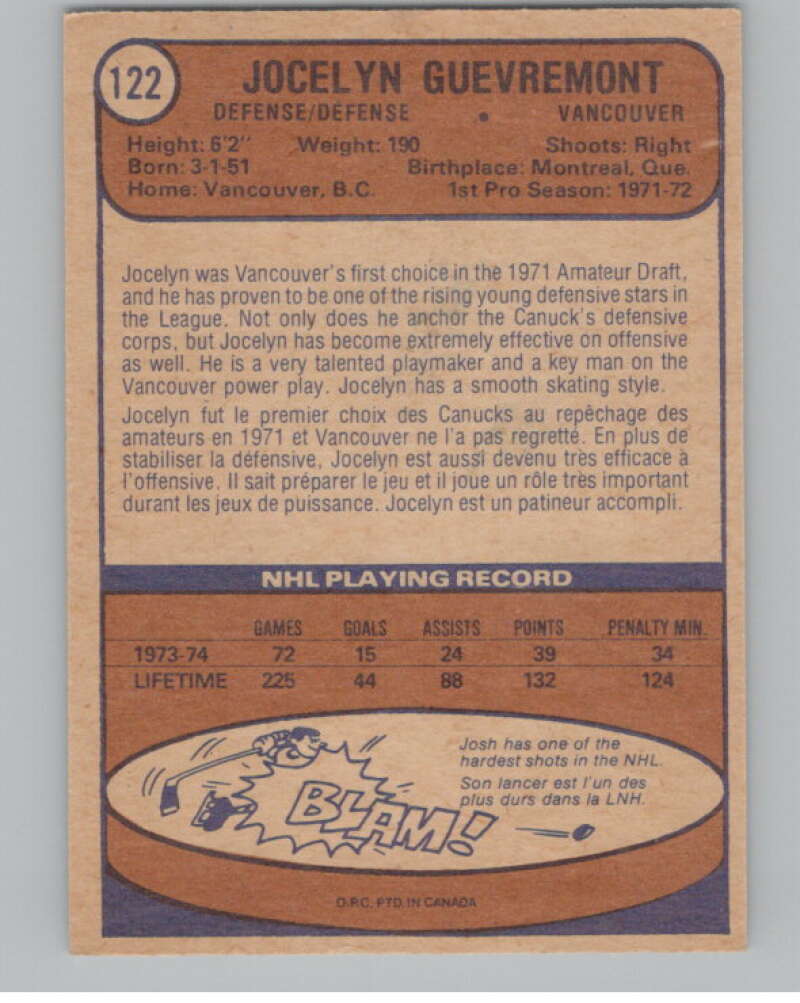 122
JOCELYN GUEVREMONT
DEFENSE/DÉFENSE • VANCOUVER
Height: 6'2" Weight: 190 Shoots: Right
Born: 3-1-51 Birthplace: Montreal, Que.
Home: Vancouver, B.C. 1st Pro Season: 1971-72
Jocelyn was Vancouver's first choice in the 1971 Amateur Draft,
and he has proven to be one of the rising young defensive stars in
the League. Not only does he anchor the Canuck's defensive
corps, but Jocelyn has become extremely effective on offensive
as well. He is a very talented playmaker and a key man on the
Vancouver power play. Jocelyn has a smooth skating style.
Jocelyn fut le premier choix des Canucks au repêchage des
amateurs en 1971 et Vancouver ne l'a pas regretté. En plus de
stabiliser la défensive, Jocelyn est aussi devenu très efficace à
l'offensive. Il sait préparer le jeu et il joue un rôle très important
durant les jeux de puissance. Jocelyn est un patineur accompli.
NHL PLAYING RECORD
GAMES GOALS ASSISTS POINTS PENALTY MIN.
1973-74 72 15 24 39 34
LIFETIME 225 44 88 132 124
Josh has one of the
hardest shots in the NHL.
Son lancer est l'un des
plus durs dans la LNH.
BLAM!
O.P.C. PTD. IN CANADA